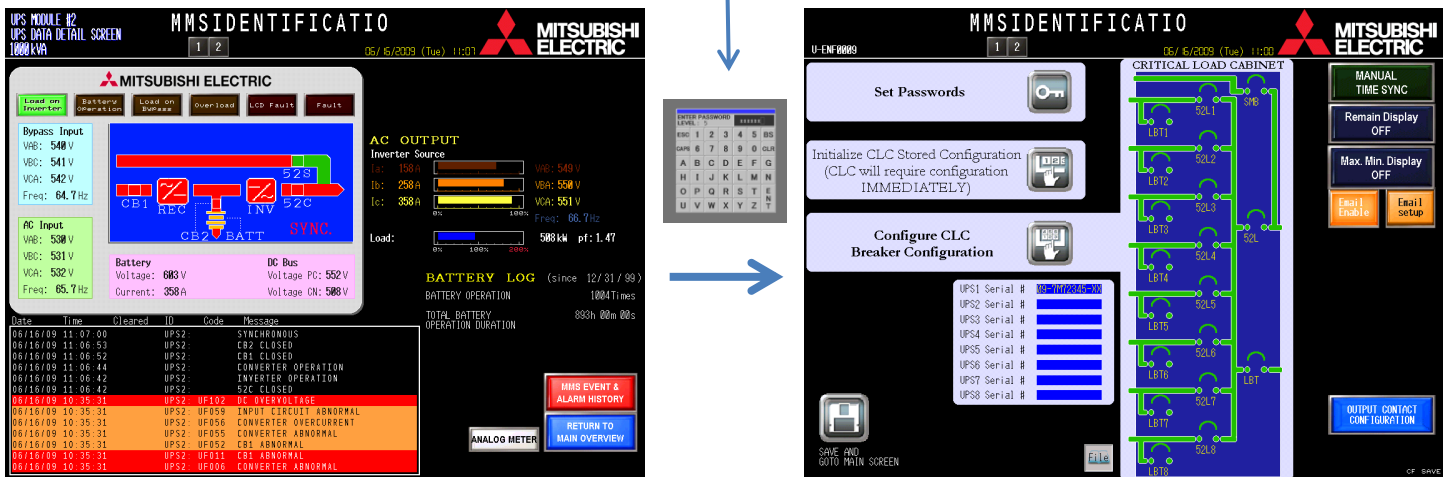 UPS MODULE #2
UPS DATA DETAIL SCREEN
1000 kVA
MMSIDENTIFICATIO
1 2
06/16/2009 (Tue) 11:07
MITSUBISHI
ELECTRIC
MITSUBISHI ELECTRIC
Load on Inverter
Battery Operation
Load on Bypass
Overload
LCD Fault
Fault
Bypass Input
VAB: 540 V
VBC: 541 V
VCA: 542 V
Freq: 64.7 Hz
AC Input
VAB: 530 V
VBC: 531 V
VCA: 532 V
Freq: 65.7 Hz
52S
CB1
REC
INV
52C
CB2
BATT
SYNC.
Battery
Voltage: 603 V
Current: 358 A
DC Bus
Voltage PC: 552 V
Voltage CN: 508 V
AC OUTPUT
Inverter Source
Ia: 158 A VAB: 549 V
Ib: 258 A VBA: 550 V
Ic: 358 A VCA: 551 V
0% 100%
Freq: 66.7 Hz
Load: 508 kW pf: 1.47
0% 100% 200%
BATTERY LOG (since 12/31/99)
BATTERY OPERATION 1004Times
TOTAL BATTERY 893h 00m 00s
OPERATION DURATION
Date Time Cleared ID Code Message
06/16/09 11:07:00 UPS2: SYNCHRONOUS
06/16/09 11:06:53 UPS2: CB2 CLOSED
06/16/09 11:06:52 UPS2: CB1 CLOSED
06/16/09 11:06:44 UPS2: CONVERTER OPERATION
06/16/09 11:06:42 UPS2: INVERTER OPERATION
06/16/09 11:06:42 UPS2: 52C CLOSED
06/16/09 10:35:31 UPS2: UF102 DC OVERVOLTAGE
06/16/09 10:35:31 UPS2: UF059 INPUT CIRCUIT ABNORMAL
06/16/09 10:35:31 UPS2: UF056 CONVERTER OVERCURRENT
06/16/09 10:35:31 UPS2: UF055 CONVERTER ABNORMAL
06/16/09 10:35:31 UPS2: UF052 CB1 ABNORMAL
06/16/09 10:35:31 UPS2: UF011 CB1 ABNORMAL
06/16/09 10:35:31 UPS2: UF006 CONVERTER ABNORMAL
MMS EVENT &
ALARM HISTORY
ANALOG METER
RETURN TO
MAIN OVERVIEW
ENTER PASSWORD
LEVEL: 5 ******
ESC 1 2 3 4 5 BS
CAPS 6 7 8 9 0 CLR
A B C D E F G
H I J K L M N
O P Q R S T ENT
U V W X Y Z
U-ENF0009
MMSIDENTIFICATIO
1 2
06/16/2009 (Tue) 11:00
MITSUBISHI
ELECTRIC
Set Passwords
Initialize CLC Stored Configuration
(CLC will require configuration
IMMEDIATELY)
Configure CLC
Breaker Configuration
UPS1 Serial #
UPS2 Serial #
UPS3 Serial #
UPS4 Serial #
UPS5 Serial #
UPS6 Serial #
UPS7 Serial #
UPS8 Serial #
SAVE AND
GOTO MAIN SCREEN
File
CRITICAL LOAD CABINET
SMB
52L1
LBT1
52L2
LBT2
52L3
LBT3
52L
52L4
LBT4
52L5
LBT5
52L6
LBT6
LBT
52L7
LBT7
52L8
LBT8
MANUAL
TIME SYNC
Remain Display
OFF
Max. Min. Display
OFF
Email Enable
Email setup
OUTPUT CONTACT
CONFIGURATION
CF SAVE